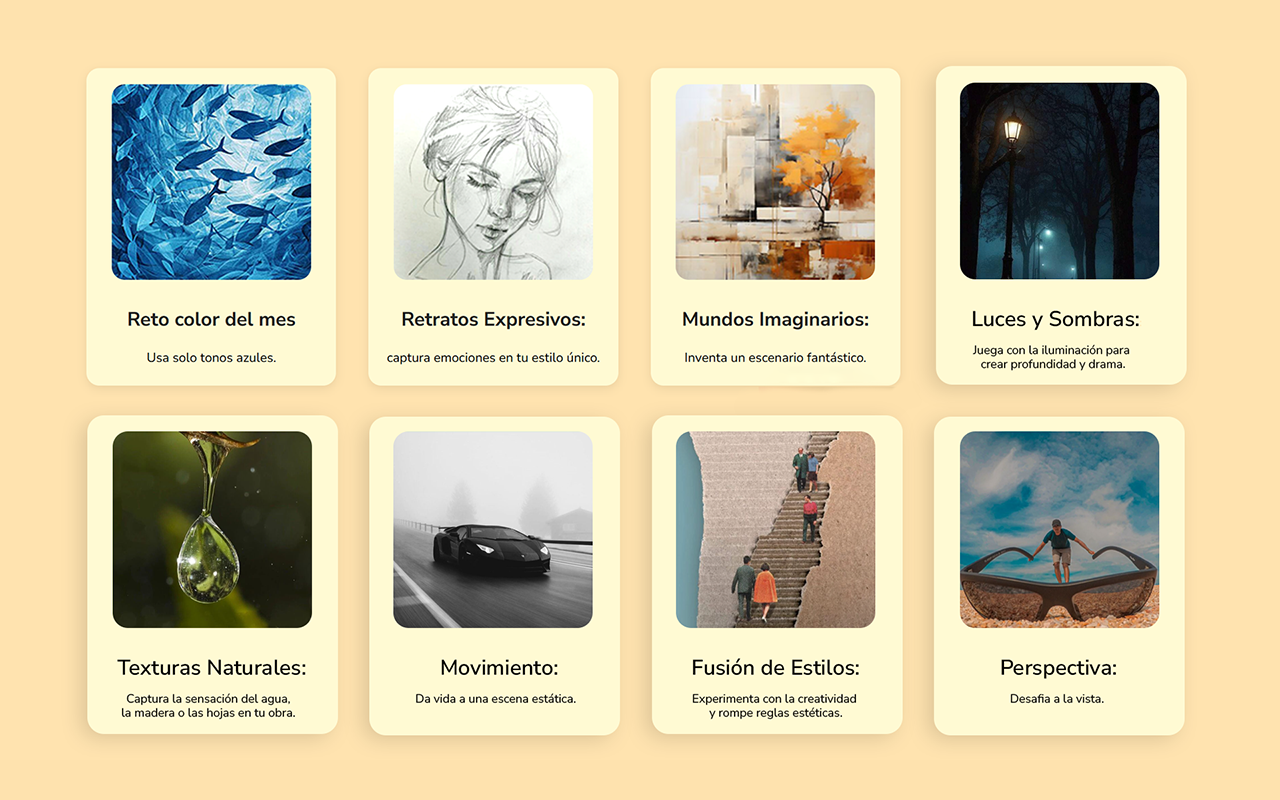 Reto color del mes
Usa solo tonos azules.
Retratos Expresivos:
captura emociones en tu estilo único.
Mundos Imaginarios:
Inventa un escenario fantástico.
Luces y Sombras:
Juega con la iluminación para
crear profundidad y drama.
Texturas Naturales:
Captura la sensación del agua,
la madera o las hojas en tu obra.
Movimiento:
Da vida a una escena estática.
Fusión de Estilos:
Experimenta con la creatividad
y rompe reglas estéticas.
Perspectiva:
Desafia a la vista.